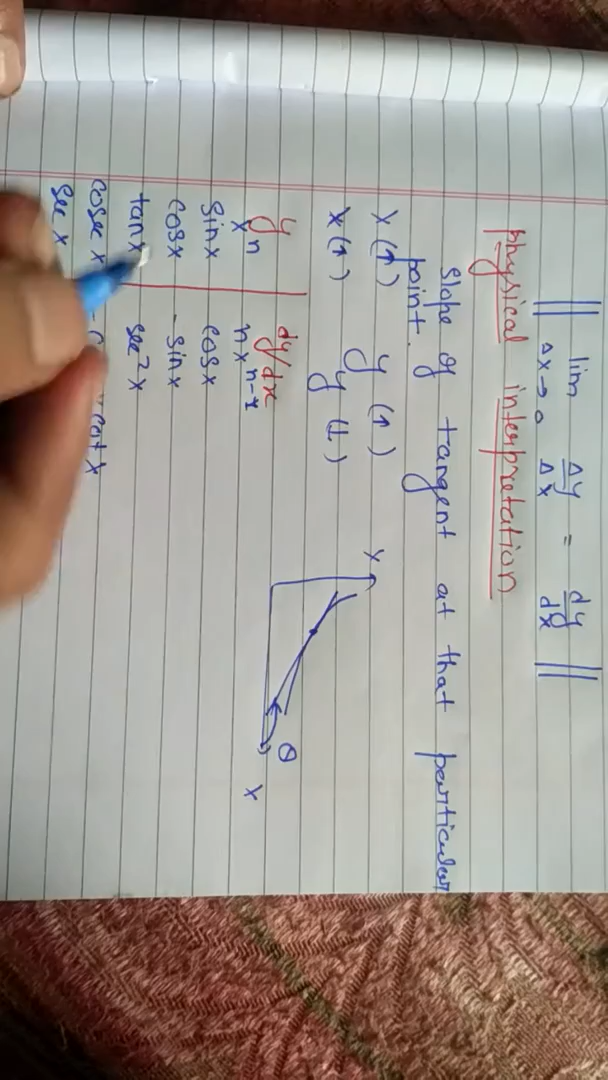 lim Δx→0 Δy/Δx = dy/dx
physical interpretation
Slope of tangent at that particular
point.
x (↑) y (↑)
x (↑) y (↓)
y dy/dx
xⁿ n xⁿ⁻¹
sinx cosx
cosx - sinx
tanx sec²x
cosec x cot x
sec x
Y
θ
X